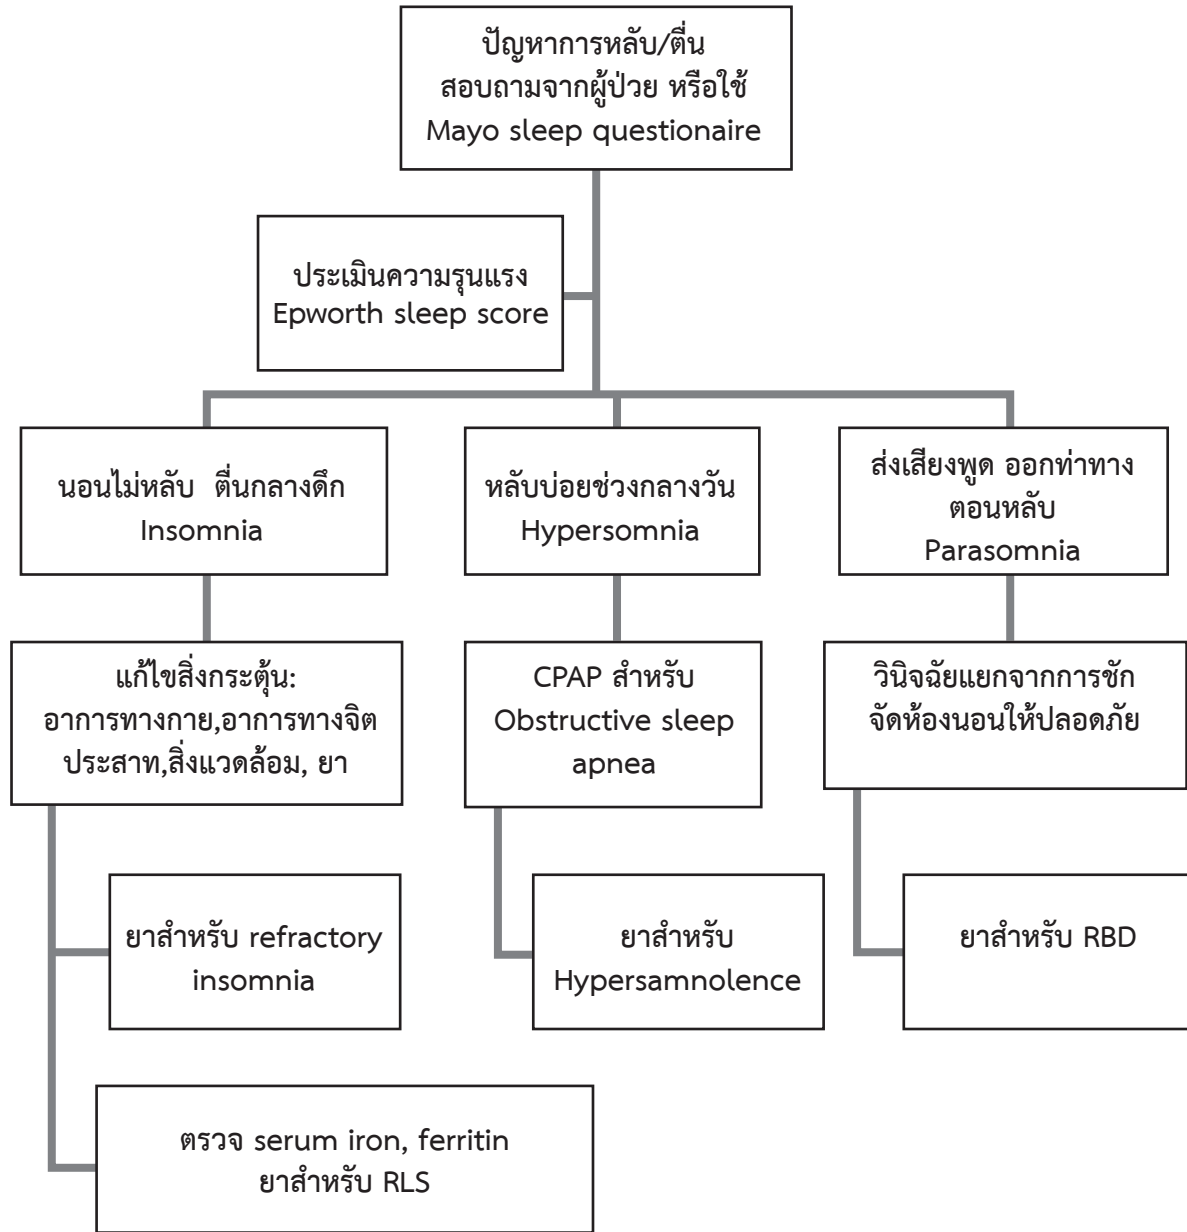 ปัญหาการหลับ/ตื่น
สอบถามจากผู้ป่วย หรือใช้
Mayo sleep questionaire
ประเมินความรุนแรง
Epworth sleep score
นอนไม่หลับ ตื่นกลางดึก
Insomnia
หลับบ่อยช่วงกลางวัน
Hypersomnia
ส่งเสียงพูด ออกท่าทาง
ตอนหลับ
Parasomnia
แก้ไขสิ่งกระตุ้น:
อาการทางกาย,อาการทางจิต
ประสาท,สิ่งแวดล้อม, ยา
CPAP สำหรับ
Obstructive sleep
apnea
วินิจฉัยแยกจากการชัก
จัดห้องนอนให้ปลอดภัย
ยาสำหรับ refractory
insomnia
ยาสำหรับ
Hypersamnolence
ยาสำหรับ RBD
ตรวจ serum iron, ferritin
ยาสำหรับ RLS